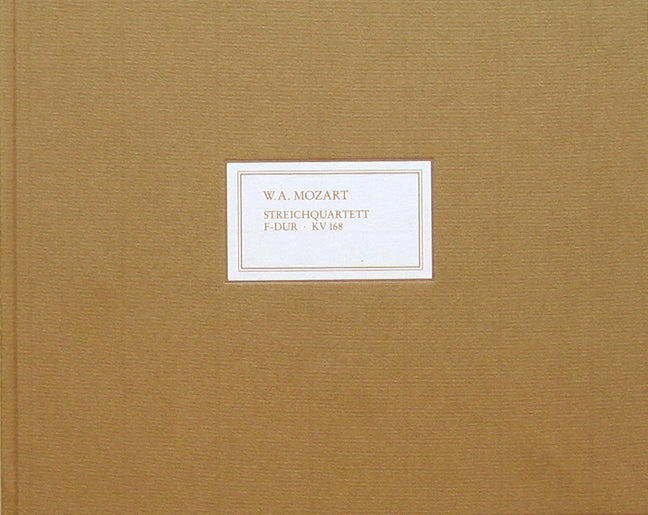 W. A. MOZART
STREICHQUARTETT
F-DUR · KV 168